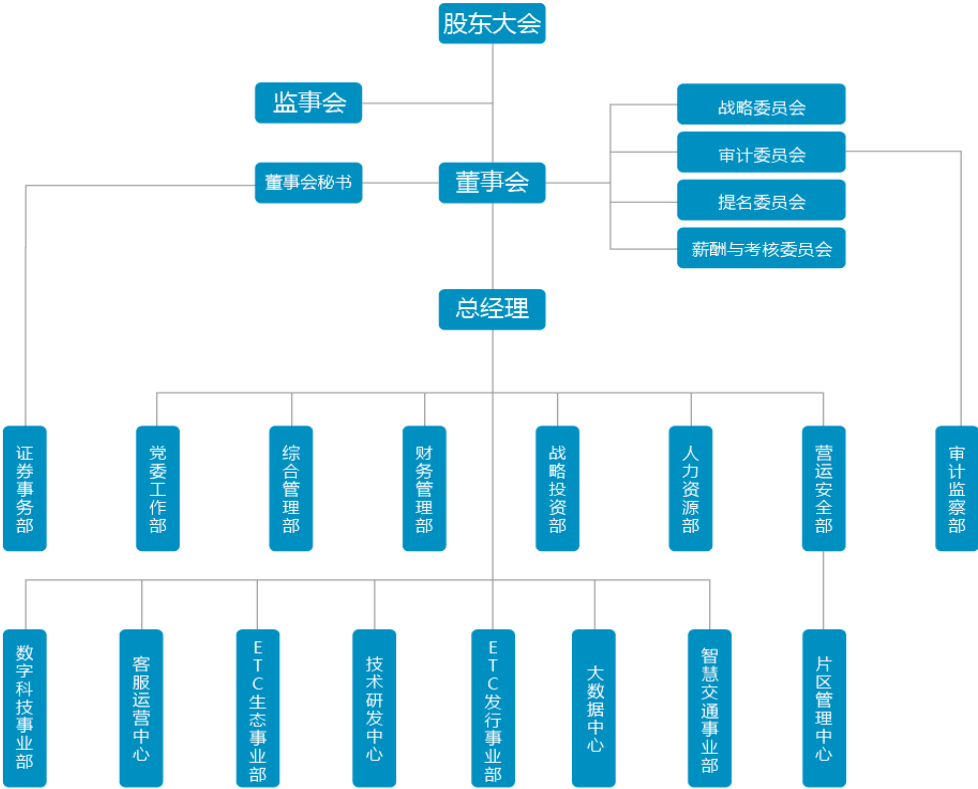 股东大会
监事会
战略委员会
审计委员会
董事会秘书
董事会
提名委员会
薪酬与考核委员会
总经理
证券事务部
党委工作部
综合管理部
财务管理部
战略投资部
人力资源部
营运安全部
审计监察部
数字科技事业部
客服运营中心
ETC生态事业部
技术研发中心
ETC发行事业部
大数据中心
智慧交通事业部
片区管理中心